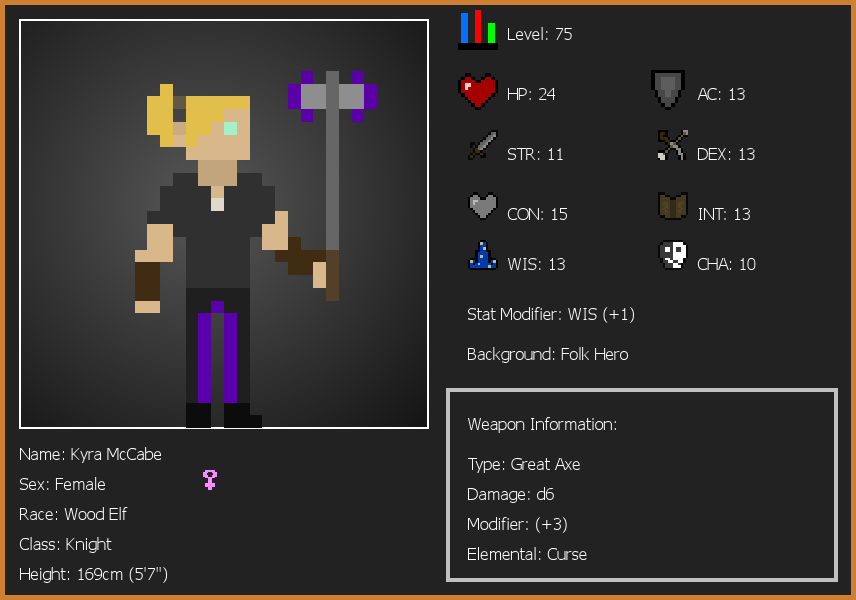 Level: 75
HP: 24
AC: 13
STR: 11
DEX: 13
CON: 15
INT: 13
WIS: 13
CHA: 10
Stat Modifier: WIS (+1)
Background: Folk Hero
Name: Kyra McCabe
Sex: Female
Race: Wood Elf
Class: Knight
Height: 169cm (5'7")
Weapon Information:
Type: Great Axe
Damage: d6
Modifier: (+3)
Elemental: Curse